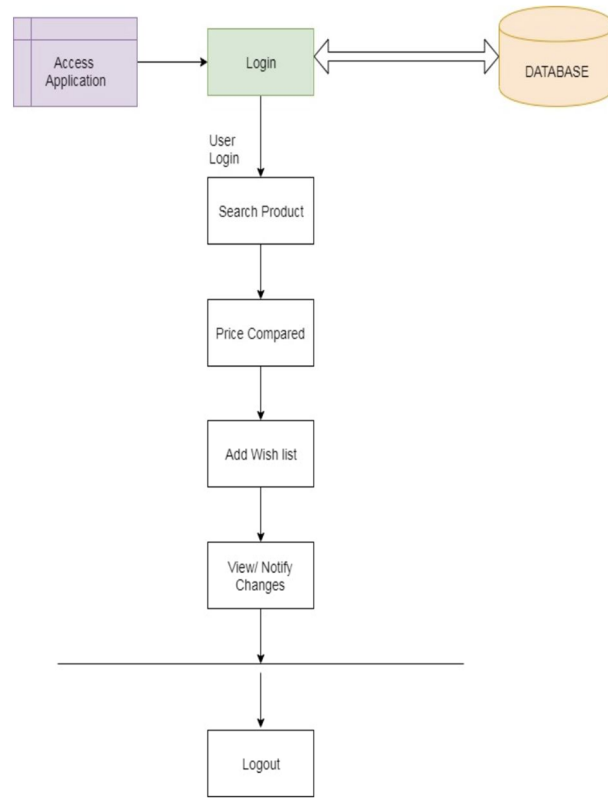 Access
Application
Login
DATABASE
User
Login
Search Product
Price Compared
Add Wish list
View/ Notify
Changes
Logout